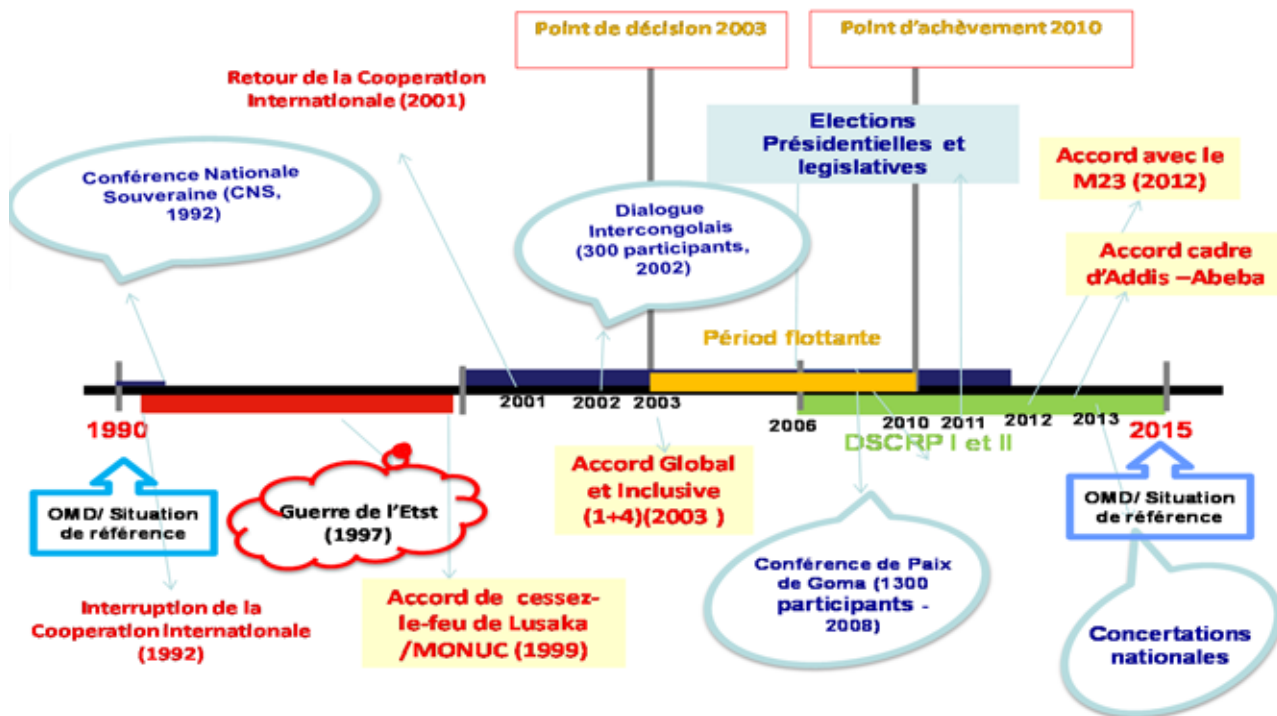 Point de décision 2003
Point d'achèvement 2010
Retour de la Cooperation
Internationale (2001)
Elections
Présidentielles et
legislatives
Accord avec le
M23 (2012)
Conférence Nationale
Souveraine (CNS,
1992)
Dialogue
Intercongolais
(300 participants,
2002)
Accord cadre
d'Addis –Abeba
Périod flottante
1990
2001
2002
2003
2006
2010
2011
2012
2013
2015
DSCRP I et II
OMD/ Situation
de référence
Guerre de l'Etst
(1997)
Accord Global
et Inclusive
(1+4)(2003 )
OMD/ Situation
de référence
Interruption de la
Cooperation Internationale
(1992)
Accord de cessez-
le-feu de Lusaka
/MONUC (1999)
Conférence de Paix
de Goma (1300
participants -
2008)
Concertations
nationales